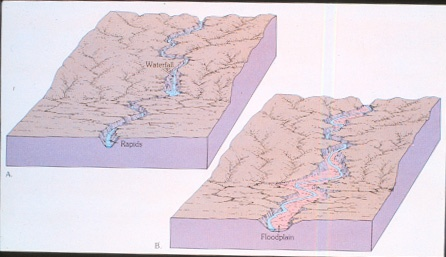 Waterfall
Rapids
A.
Floodplain
B.